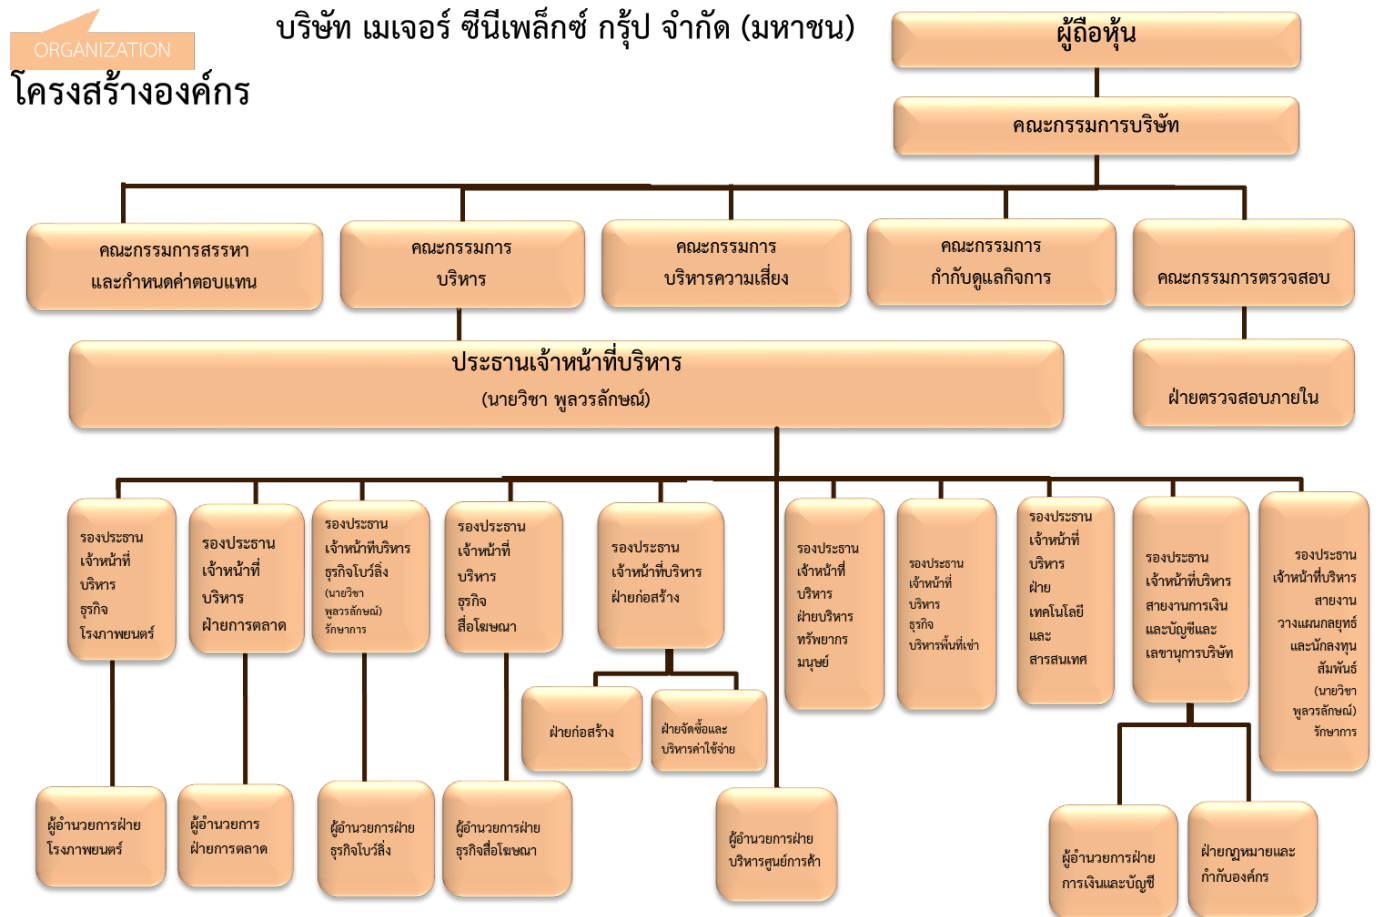 ORGANIZATION
บริษัท เมเจอร์ ซีนีเพล็กซ์ กรุ้ป จำกัด (มหาชน)
โครงสร้างองค์กร
ผู้ถือหุ้น
คณะกรรมการบริษัท
คณะกรรมการสรรหา
และกำหนดค่าตอบแทน
คณะกรรมการ
บริหาร
คณะกรรมการ
บริหารความเสี่ยง
คณะกรรมการ
กำกับดูแลกิจการ
คณะกรรมการตรวจสอบ
ประธานเจ้าหน้าที่บริหาร
(นายวิชา พูลวรลักษณ์)
ฝ่ายตรวจสอบภายใน
รองประธาน
เจ้าหน้าที่
บริหาร
ธุรกิจ
โรงภาพยนตร์
รองประธาน
เจ้าหน้าที่
บริหาร
ฝ่ายการตลาด
รองประธาน
เจ้าหน้าทีบริหาร
ธุรกิจโบว์ลิ่ง
(นายวิชา
พูลวรลักษณ์)
รักษาการ
รองประธาน
เจ้าหน้าที่
บริหาร
ธุรกิจ
สื่อโฆษณา
รองประธาน
เจ้าหน้าที่บริหาร
ฝ่ายก่อสร้าง
รองประธาน
เจ้าหน้าที่
บริหาร
ฝ่ายบริหาร
ทรัพยากร
มนุษย์
รองประธาน
เจ้าหน้าที่
บริหาร
ธุรกิจ
บริหารพื้นที่เช่า
รองประธาน
เจ้าหน้าที่
บริหาร
ฝ่าย
เทคโนโลยี
และ
สารสนเทศ
รองประธาน
เจ้าหน้าที่บริหาร
สายงานการเงิน
และบัญชีและ
เลขานุการบริษัท
รองประธาน
เจ้าหน้าที่บริหาร
สายงาน
วางแผนกลยุทธ์
และนักลงทุน
สัมพันธ์
(นายวิชา
พูลวรลักษณ์)
รักษาการ
ฝ่ายก่อสร้าง
ฝ่ายจัดซื้อและ
บริหารค่าใช้จ่าย
ผู้อำนวยการฝ่าย
โรงภาพยนตร์
ผู้อำนวยการ
ฝ่ายการตลาด
ผู้อำนวยการฝ่าย
ธุรกิจโบว์ลิ่ง
ผู้อำนวยการฝ่าย
ธุรกิจสื่อโฆษณา
ผู้อำนวยการฝ่าย
บริหารศูนย์การค้า
ผู้อำนวยการฝ่าย
การเงินและบัญชี
ฝ่ายกฎหมายและ
กำกับองค์กร